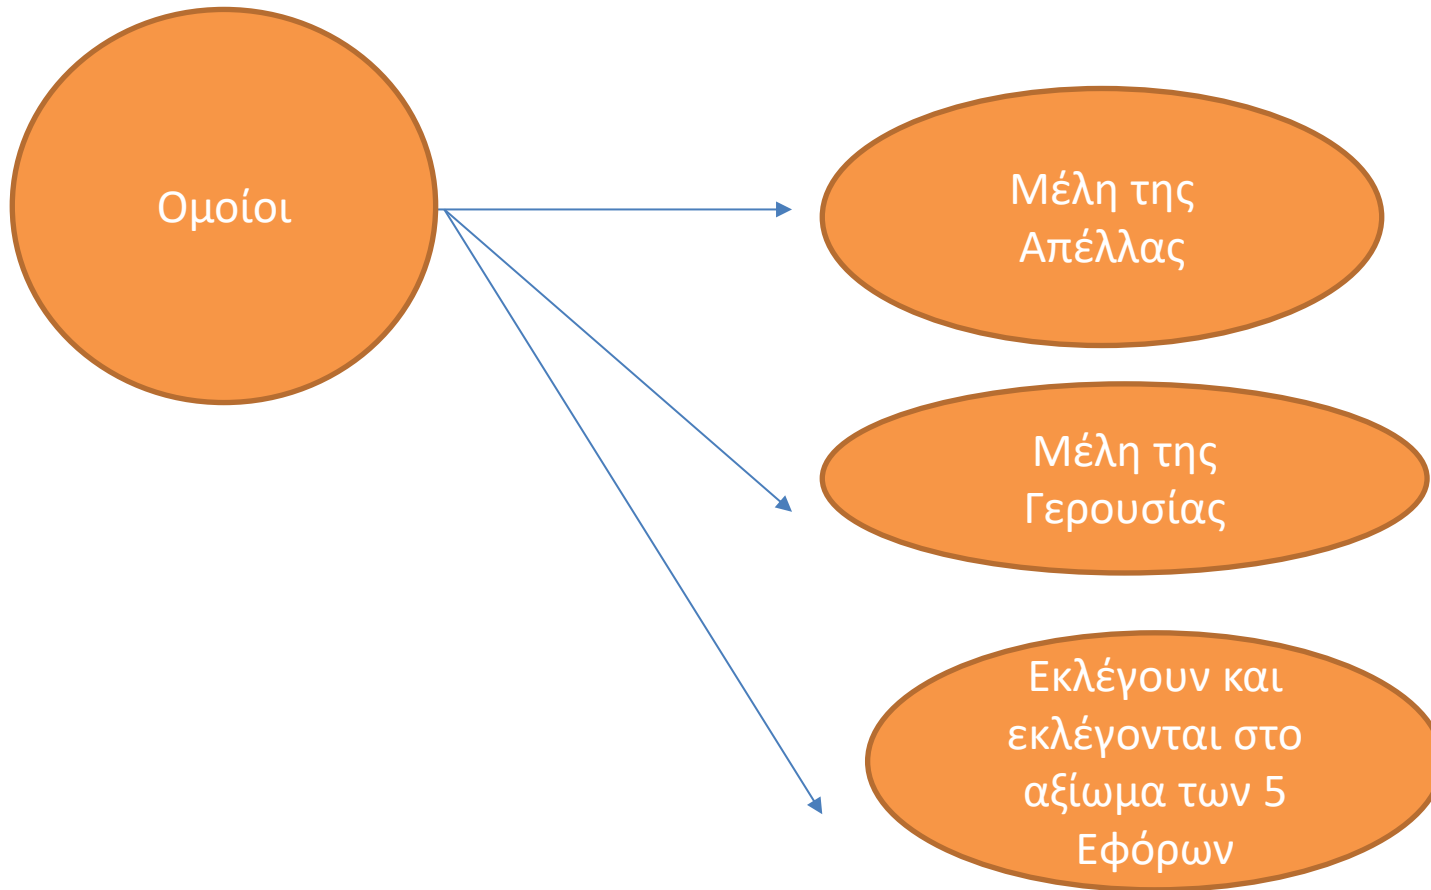 Ομοίοι
Μέλη της
Απέλλας
Μέλη της
Γερουσίας
Εκλέγουν και
εκλέγονται στο
αξίωμα των 5
Εφόρων